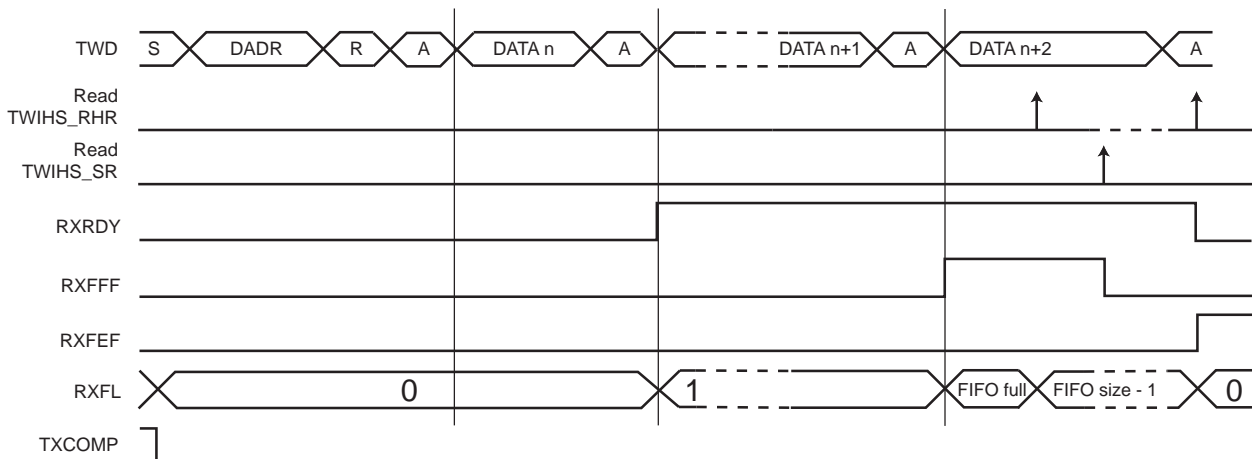 TWD S DADR R A DATA n A DATA n+1 A DATA n+2 A
Read
TWIHS_RHR
Read
TWIHS_SR
RXRDY
RXFFF
RXFEF
RXFL 0 1 FIFO full FIFO size - 1 0
TXCOMP